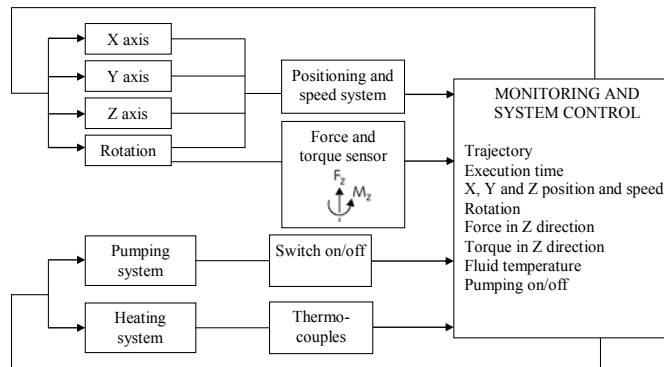 X axis
Y axis
Z axis
Rotation
Positioning and
speed system
Force and
torque sensor
Fz
Mz
Pumping
system
Switch on/off
Heating
system
Thermo-
couples
MONITORING AND
SYSTEM CONTROL
Trajectory
Execution time
X, Y and Z position and speed
Rotation
Force in Z direction
Torque in Z direction
Fluid temperature
Pumping on/off